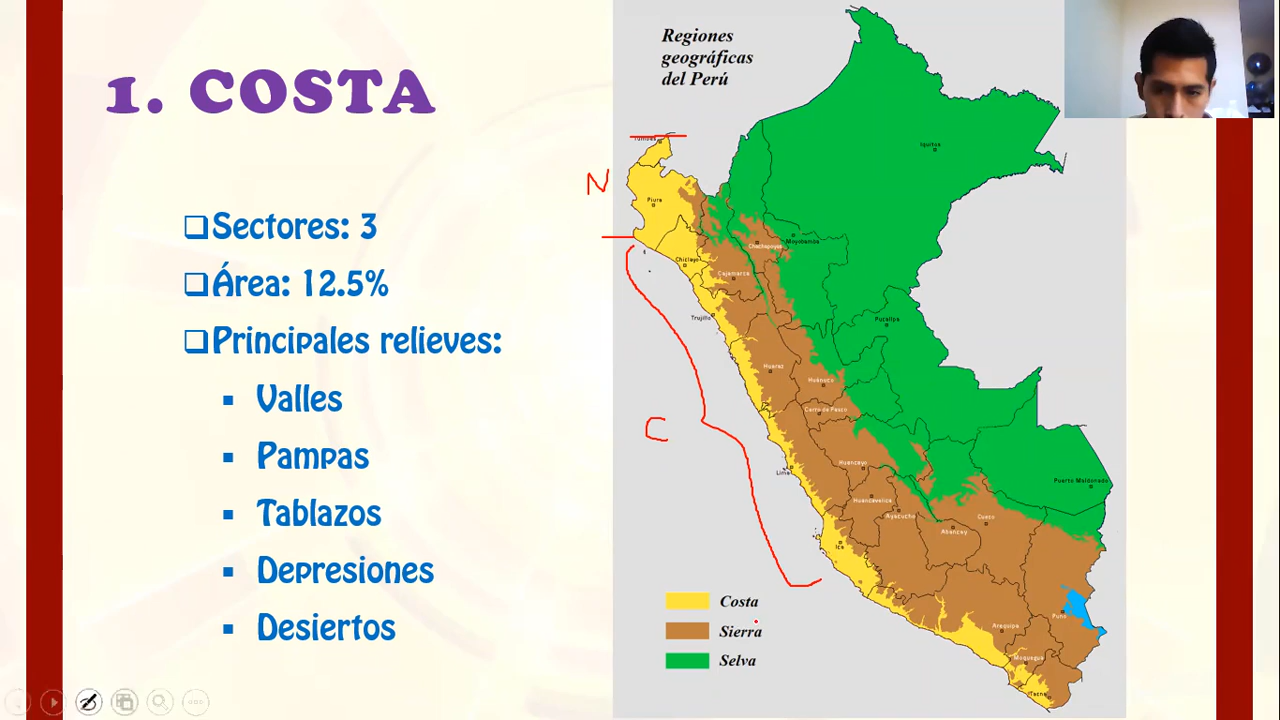 1. COSTA
Sectores: 3
Área: 12.5%
Principales relieves:
Valles
Pampas
Tablazos
Depresiones
Desiertos
Regiones
geográficas
del Perú
Tumbes
N
Piura
Iquitos
Chiclayo
Chachapoyas
Moyobamba
Cajamarca
Trujillo
Pucallpa
Huaraz
Huánuco
Cerro de Pasco
C
Lima
Huancayo
Huancavelica
Ayacucho
Abancay
Cusco
Puerto Maldonado
Ica
Puno
Arequipa
Moquegua
Tacna
Costa
Sierra
Selva